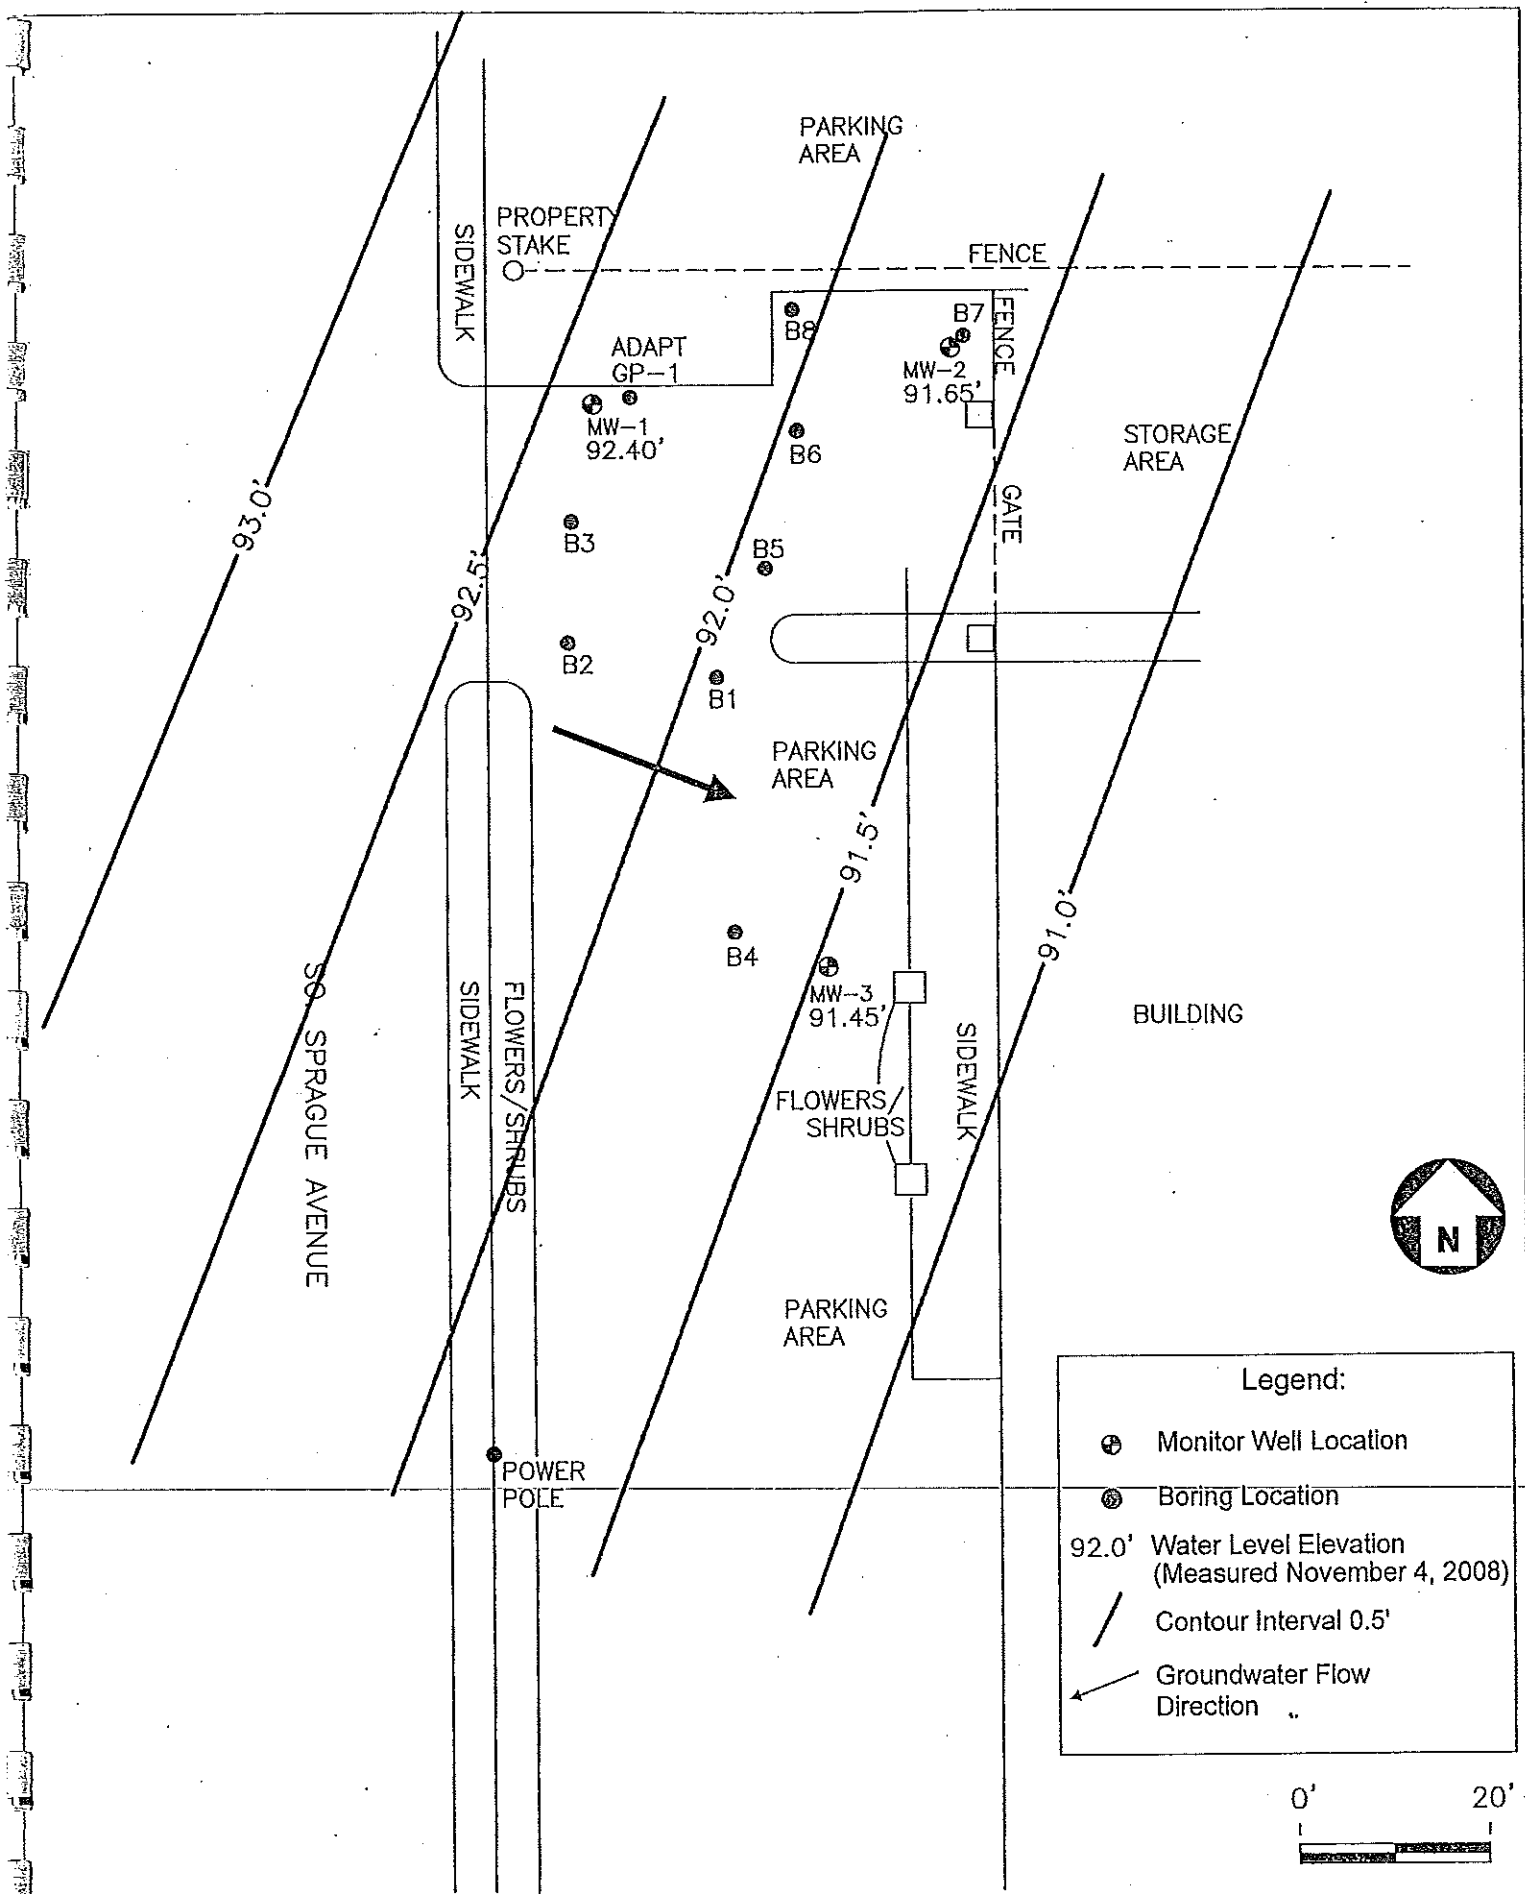 PARKING
AREA
PROPERTY
STAKE
SIDEWALK
FENCE
B8
B7
FENCE
ADAPT
GP-1
MW-2
91.65'
MW-1
92.40'
B6
STORAGE
AREA
93.0'
GATE
B3
B5
92.5'
92.0'
B2
B1
PARKING
AREA
91.5'
91.0'
B4
MW-3
91.45'
SO SPRAGUE AVENUE
SIDEWALK
FLOWERS/SHRUBS
BUILDING
SIDEWALK
FLOWERS/
SHRUBS
N
PARKING
AREA
POWER
POLE
Legend:
Monitor Well Location
Boring Location
92.0' Water Level Elevation
(Measured November 4, 2008)
Contour Interval 0.5'
Groundwater Flow
Direction
0' 20'